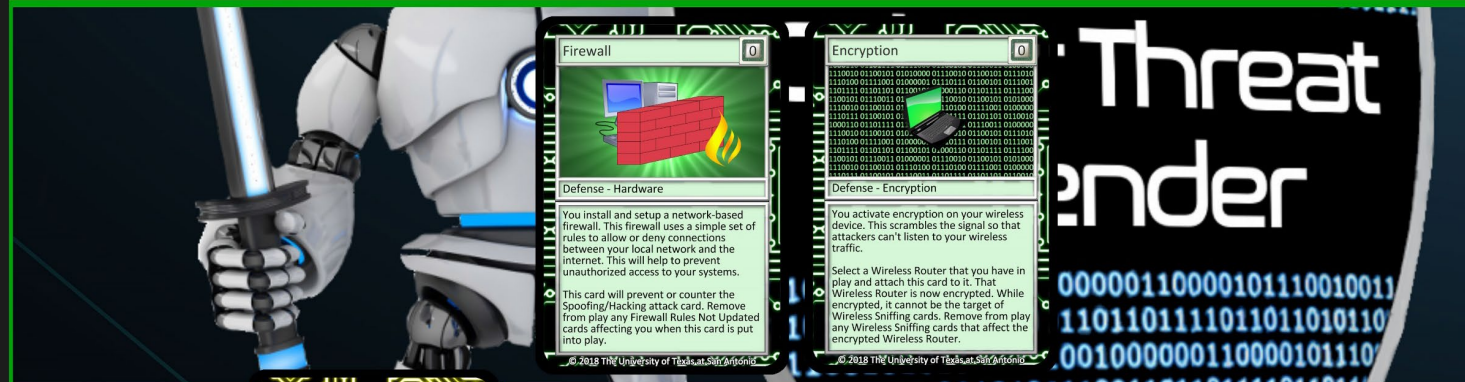 Firewall
0
Defense - Hardware
You install and setup a network-based
firewall. This firewall uses a simple set of
rules to allow or deny connections
between your local network and the
internet. This will help to prevent
unauthorized access to your systems.
This card will prevent or counter the
Spoofing/Hacking attack card. Remove
from play any Firewall Rules Not Updated
cards affecting you when this card is put
into play.
© 2018 The University of Texas at San Antonio
Encryption
0
Defense - Encryption
You activate encryption on your wireless
device. This scrambles the signal so that
attackers can't listen to your wireless
traffic.
Select a Wireless Router that you have in
play and attach this card to it. That
Wireless Router is now encrypted. While
encrypted, it cannot be the target of
Wireless Sniffing cards. Remove from play
any Wireless Sniffing cards that affect the
encrypted Wireless Router.
© 2018 The University of Texas at San Antonio
Threat
ender